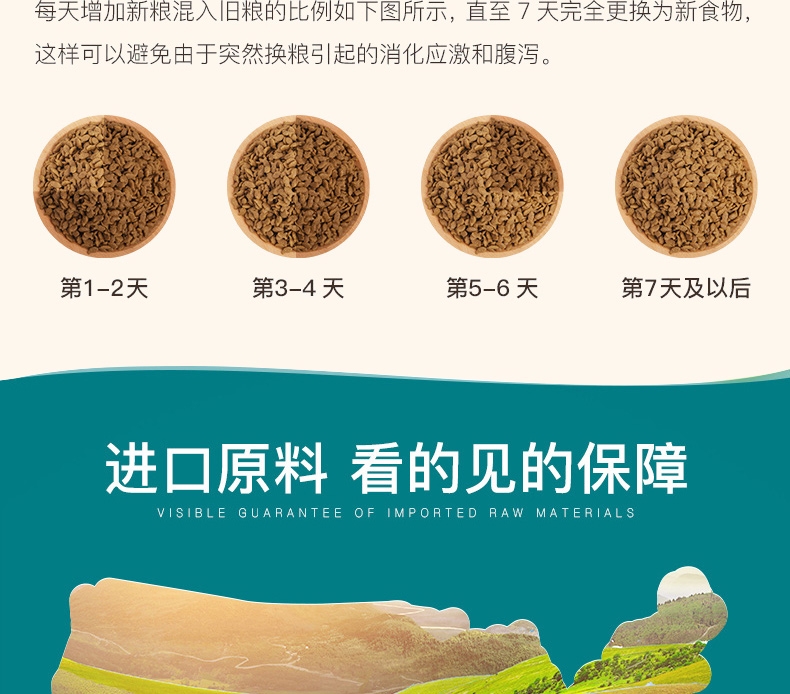 每天增加新粮混入旧粮的比例如下图所示，直至 7 天完全更换为新食物，
这样可以避免由于突然换粮引起的消化应激和腹泻。
第1-2天
第3-4 天
第5-6 天
第7天及以后
进口原料 看的见的保障
VISIBLE GUARANTEE OF IMPORTED RAW MATERIALS